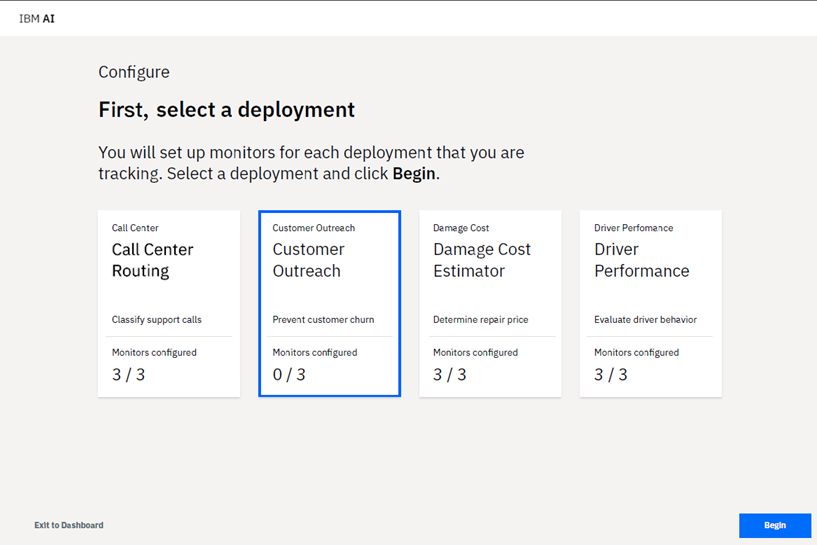 IBM AI
Configure
First, select a deployment
You will set up monitors for each deployment that you are
tracking. Select a deployment and click Begin.
Call Center
Call Center
Routing
Classify support calls
Monitors configured
3 / 3
Customer Outreach
Customer
Outreach
Prevent customer churn
Monitors configured
0 / 3
Damage Cost
Damage Cost
Estimator
Determine repair price
Monitors configured
3 / 3
Driver Perfomance
Driver
Performance
Evaluate driver behavior
Monitors configured
3 / 3
Exit to Dashboard
Begin